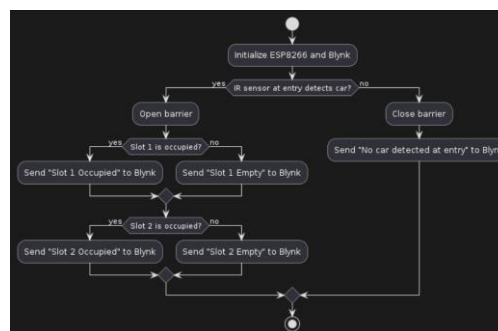 Initialize ESP8266 and Blynk
yes
IR sensor at entry detects car?
no
Open barrier
Close barrier
yes
Slot 1 is occupied?
no
Send "No car detected at entry" to Blyn
Send "Slot 1 Occupied" to Blynk
Send "Slot 1 Empty" to Blynk
yes
Slot 2 is occupied?
no
Send "Slot 2 Occupied" to Blynk
Send "Slot 2 Empty" to Blynk